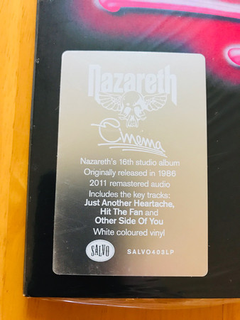 Nazareth
Cinema
Nazareth's 16th studio album
Originally released in 1986
2011 remastered audio
Includes the key tracks:
Just Another Heartache,
Hit The Fan and
Other Side Of You
White coloured vinyl
SALVO
SALVO409LP